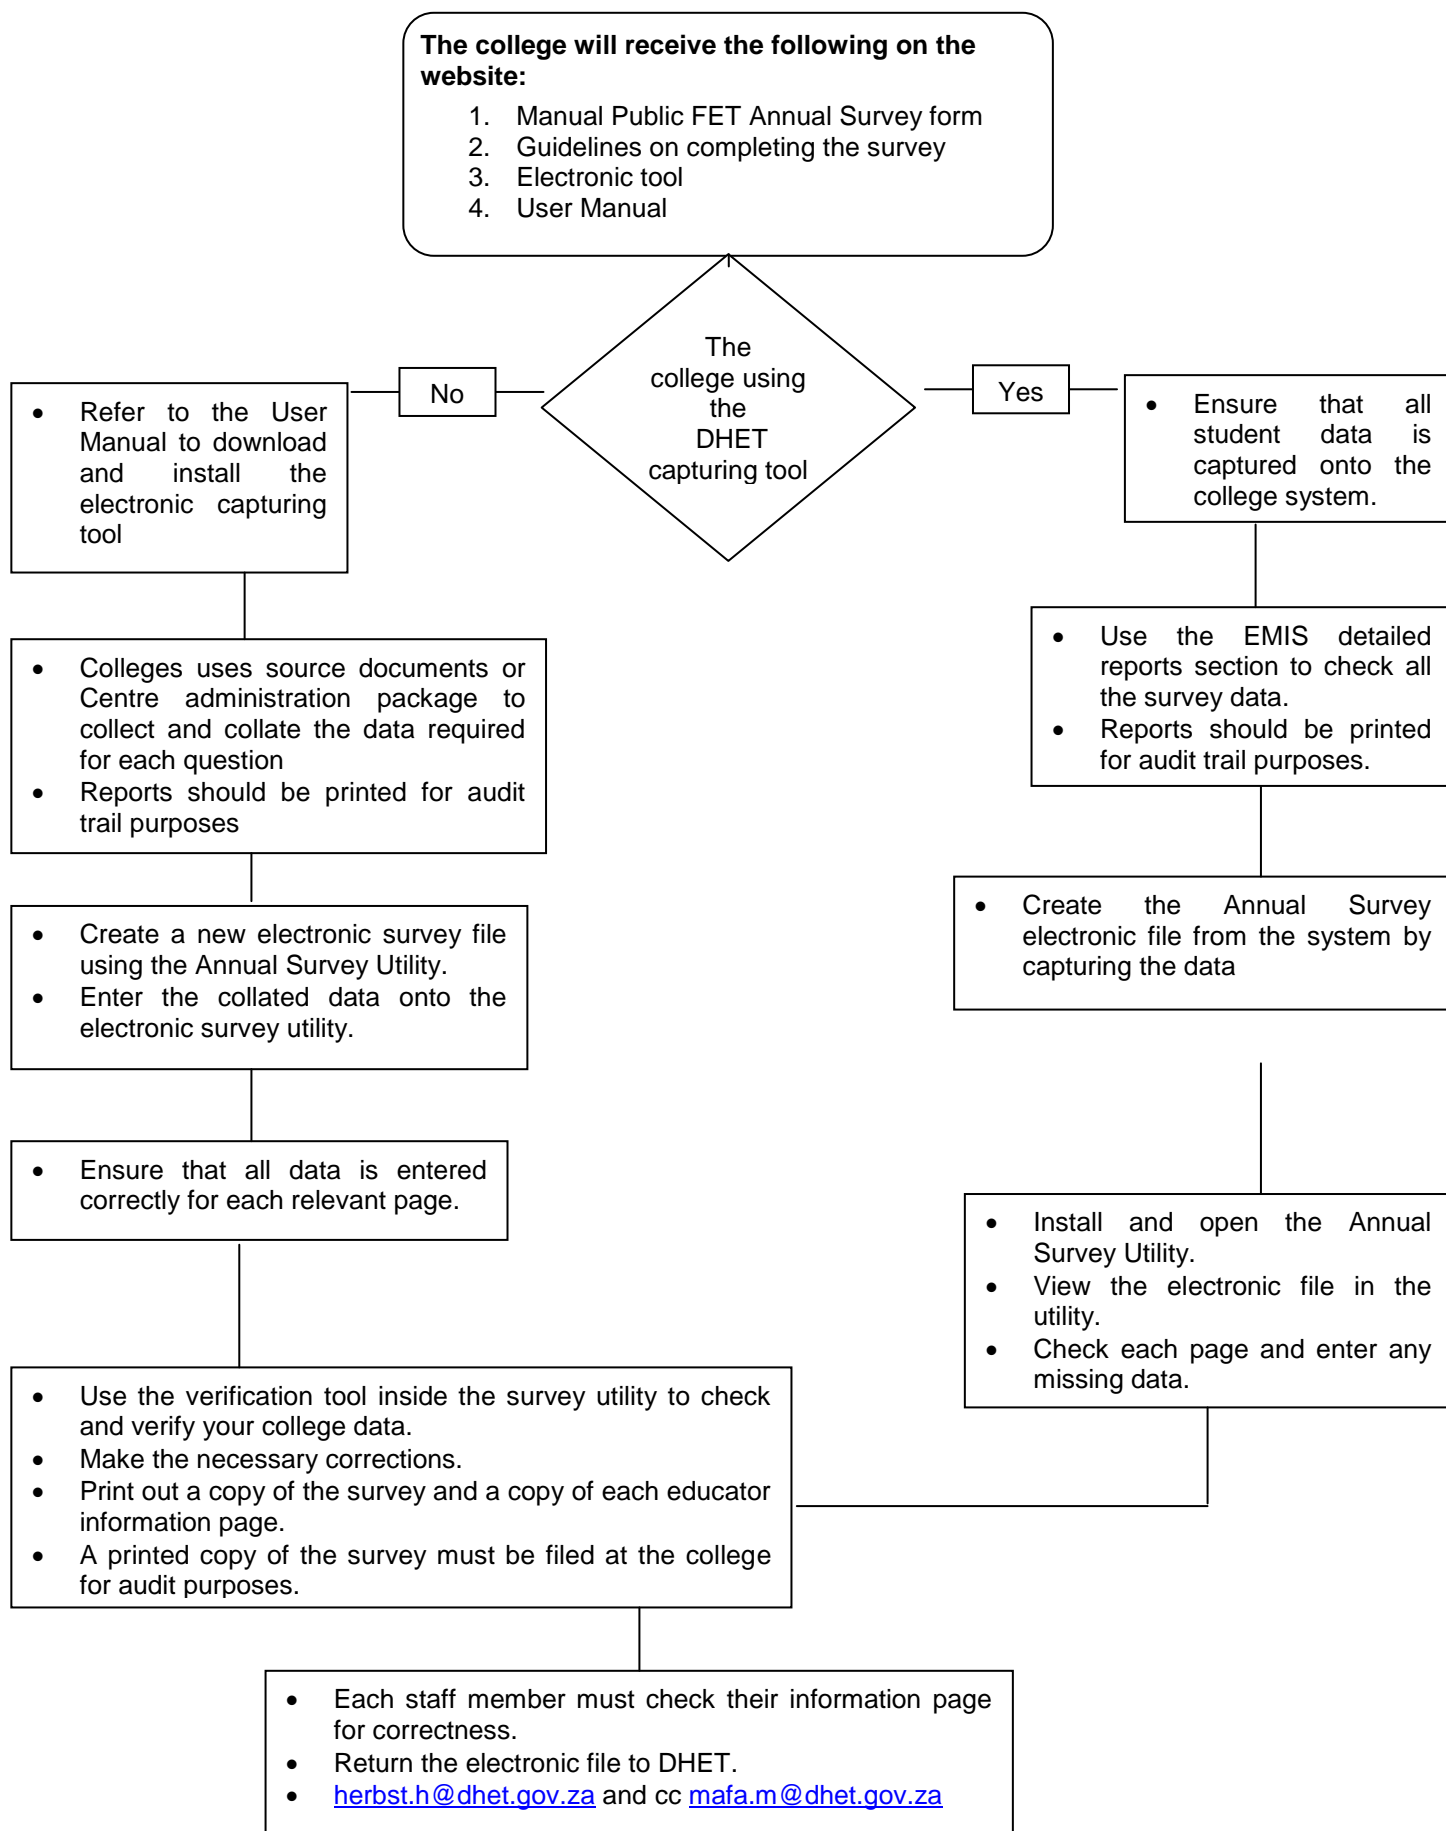 The college will receive the following on the
website:
1. Manual Public FET Annual Survey form
2. Guidelines on completing the survey
3. Electronic tool
4. User Manual
The
college using
the
DHET
capturing tool
No
Yes
• Refer to the User
Manual to download
and install the
electronic capturing
tool
• Ensure that all
student data is
captured onto the
college system.
• Colleges uses source documents or
Centre administration package to
collect and collate the data required
for each question
• Reports should be printed for audit
trail purposes
• Use the EMIS detailed
reports section to check all
the survey data.
• Reports should be printed
for audit trail purposes.
• Create a new electronic survey file
using the Annual Survey Utility.
• Enter the collated data onto the
electronic survey utility.
• Create the Annual Survey
electronic file from the system by
capturing the data
• Ensure that all data is entered
correctly for each relevant page.
• Install and open the Annual
Survey Utility.
• View the electronic file in the
utility.
• Check each page and enter any
missing data.
• Use the verification tool inside the survey utility to check
and verify your college data.
• Make the necessary corrections.
• Print out a copy of the survey and a copy of each educator
information page.
• A printed copy of the survey must be filed at the college
for audit purposes.
• Each staff member must check their information page
for correctness.
• Return the electronic file to DHET.
• herbst.h@dhet.gov.za and cc mafa.m@dhet.gov.za